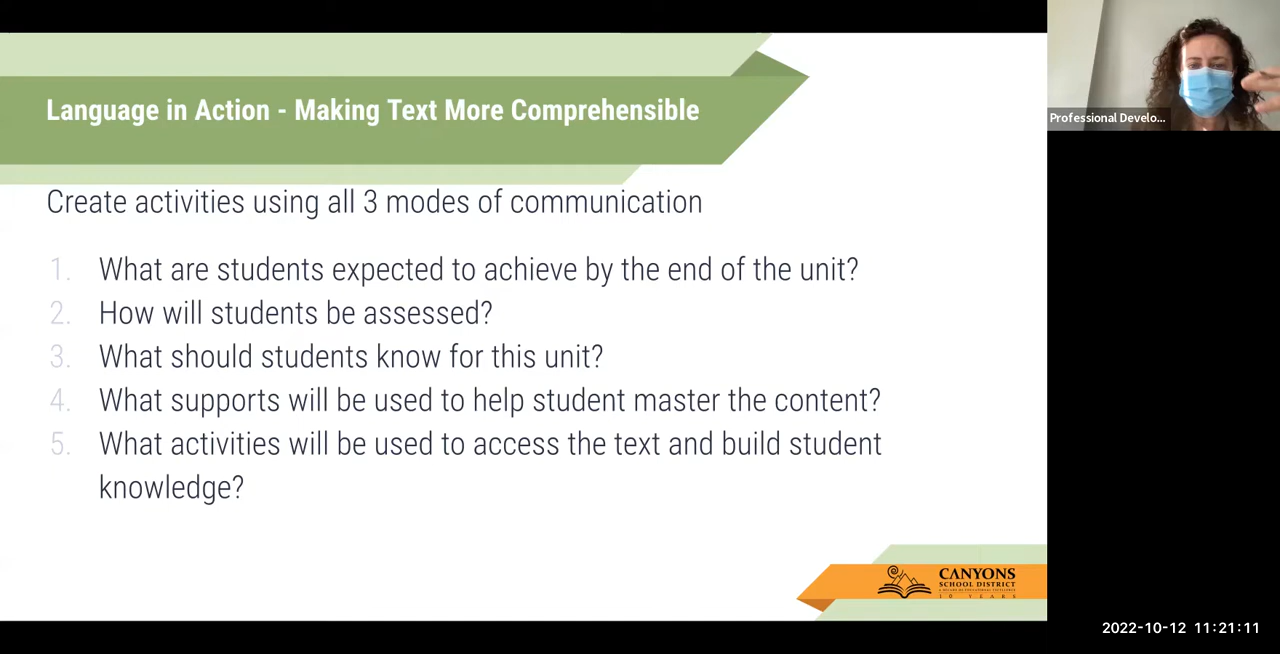 Language in Action - Making Text More Comprehensible
Professional Develo...
Create activities using all 3 modes of communication
1. What are students expected to achieve by the end of the unit?
2. How will students be assessed?
3. What should students know for this unit?
4. What supports will be used to help student master the content?
5. What activities will be used to access the text and build student
knowledge?
CANYONS
SCHOOL DISTRICT
10 YEARS
2022-10-12 11:21:11